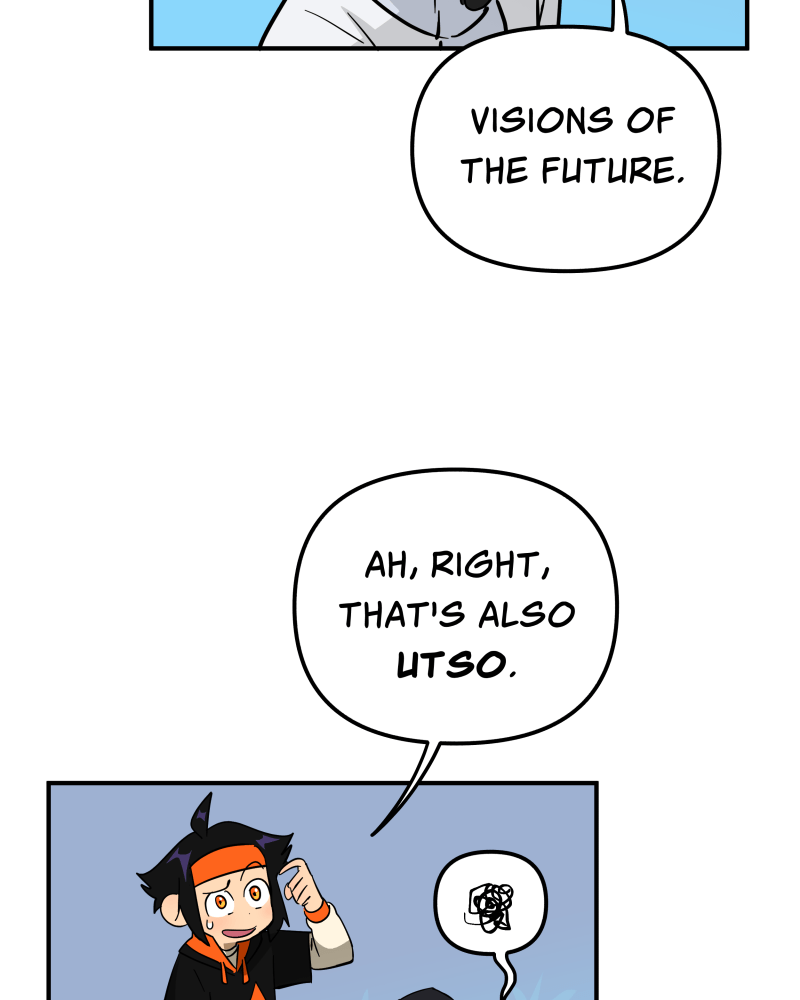 VISIONS OF
THE FUTURE.
AH, RIGHT,
THAT'S ALSO
UTSO.